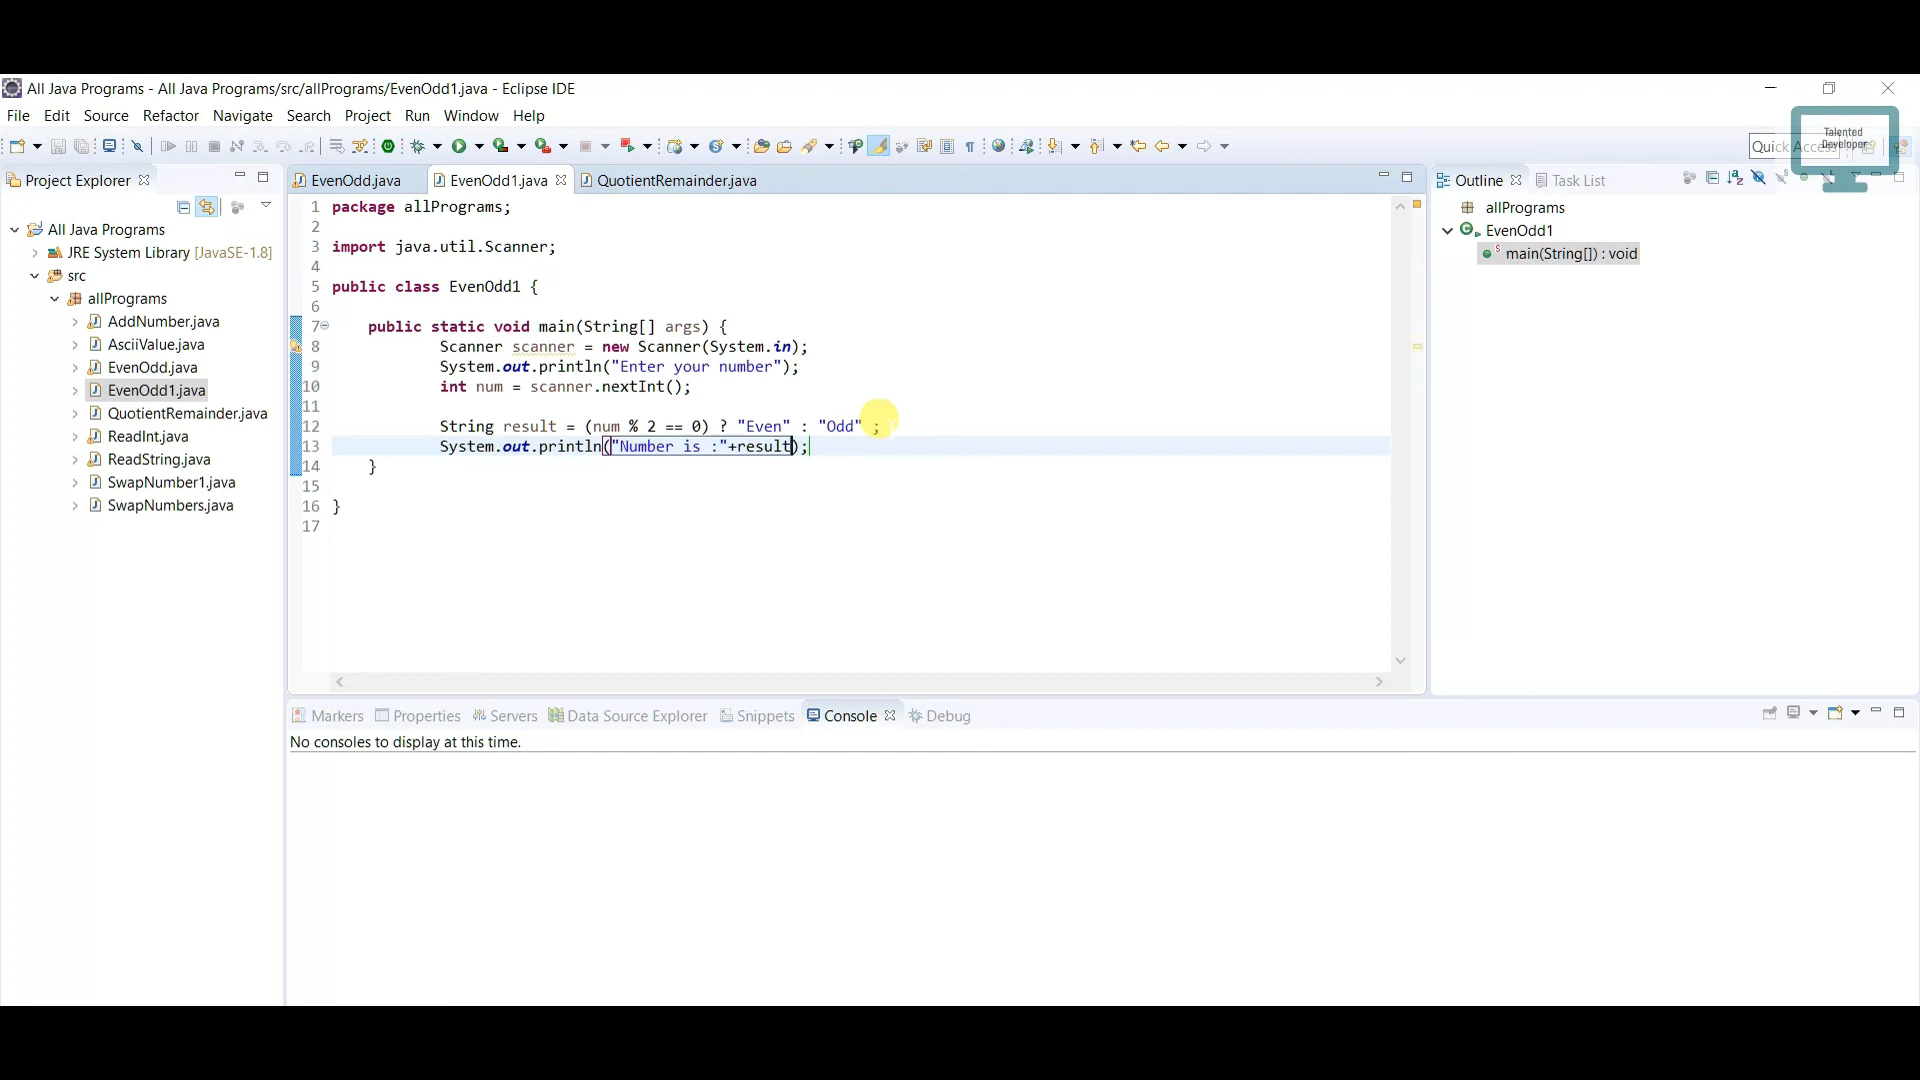 All Java Programs - All Java Programs/src/allPrograms/EvenOdd1.java - Eclipse IDE
File Edit Source Refactor Navigate Search Project Run Window Help
Talented
Developer
Quick Access
Project Explorer
All Java Programs
JRE System Library [JavaSE-1.8]
src
allPrograms
AddNumber.java
AsciiValue.java
EvenOdd.java
EvenOdd1.java
QuotientRemainder.java
ReadInt.java
ReadString.java
SwapNumber1.java
SwapNumbers.java
EvenOdd.java EvenOdd1.java QuotientRemainder.java
1 package allPrograms;
2
3 import java.util.Scanner;
4
5 public class EvenOdd1 {
6
7 public static void main(String[] args) {
8 Scanner scanner = new Scanner(System.in);
9 System.out.println("Enter your number");
10 int num = scanner.nextInt();
11
12 String result = (num % 2 == 0) ? "Even" : "Odd" ;
13 System.out.println("Number is :"+result);
14 }
15
16 }
17
Outline Task List
allPrograms
EvenOdd1
main(String[]) : void
Markers Properties Servers Data Source Explorer Snippets Console Debug
No consoles to display at this time.